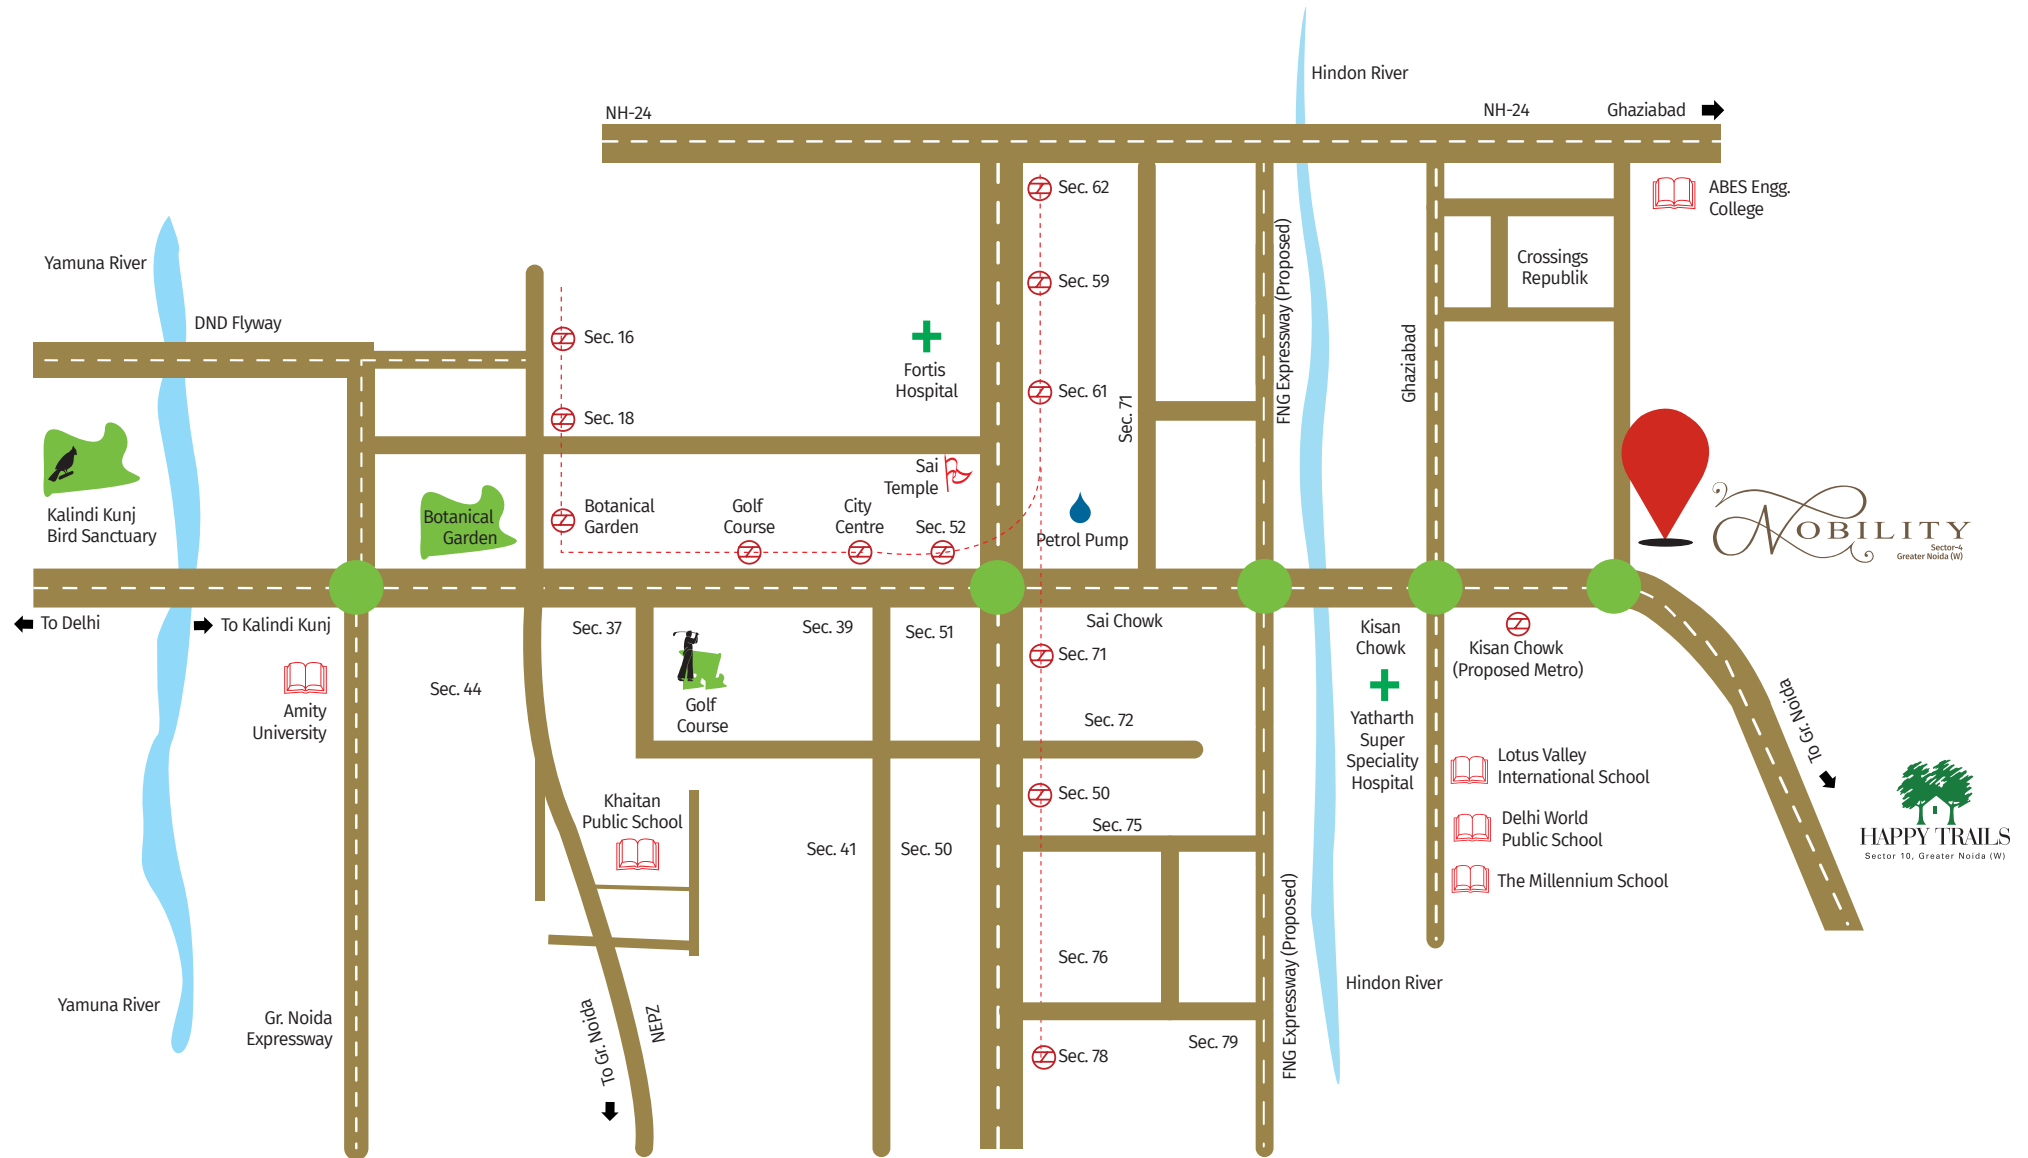 Hindon River
NH-24
NH-24
Ghaziabad
Sec. 62
ABES Engg.
College
Yamuna River
Crossings
Republik
Sec. 59
DND Flyway
Sec. 16
FNG Expressway (Proposed)
Ghaziabad
Fortis
Hospital
Sec. 61
Sec. 71
Sec. 18
Sai
Temple
Kalindi Kunj
Bird Sanctuary
Botanical
Garden
Botanical
Garden
Golf
Course
City
Centre
Sec. 52
Petrol Pump
NOBILITY
Sector-4
Greater Noida (W)
To Delhi
To Kalindi Kunj
Sec. 37
Sec. 39
Sec. 51
Sai Chowk
Kisan
Chowk
Kisan Chowk
(Proposed Metro)
Sec. 71
Amity
University
Sec. 44
Golf
Course
Sec. 72
Yatharth
Super
Speciality
Hospital
To Gr. Noida
Lotus Valley
International School
Khaitan
Public School
Sec. 50
Sec. 75
Delhi World
Public School
HAPPY TRAILS
Sector 10, Greater Noida (W)
Sec. 41
Sec. 50
The Millennium School
Sec. 76
FNG Expressway (Proposed)
Hindon River
Yamuna River
Gr. Noida
Expressway
To Gr. Noida
NEPZ
Sec. 79
Sec. 78